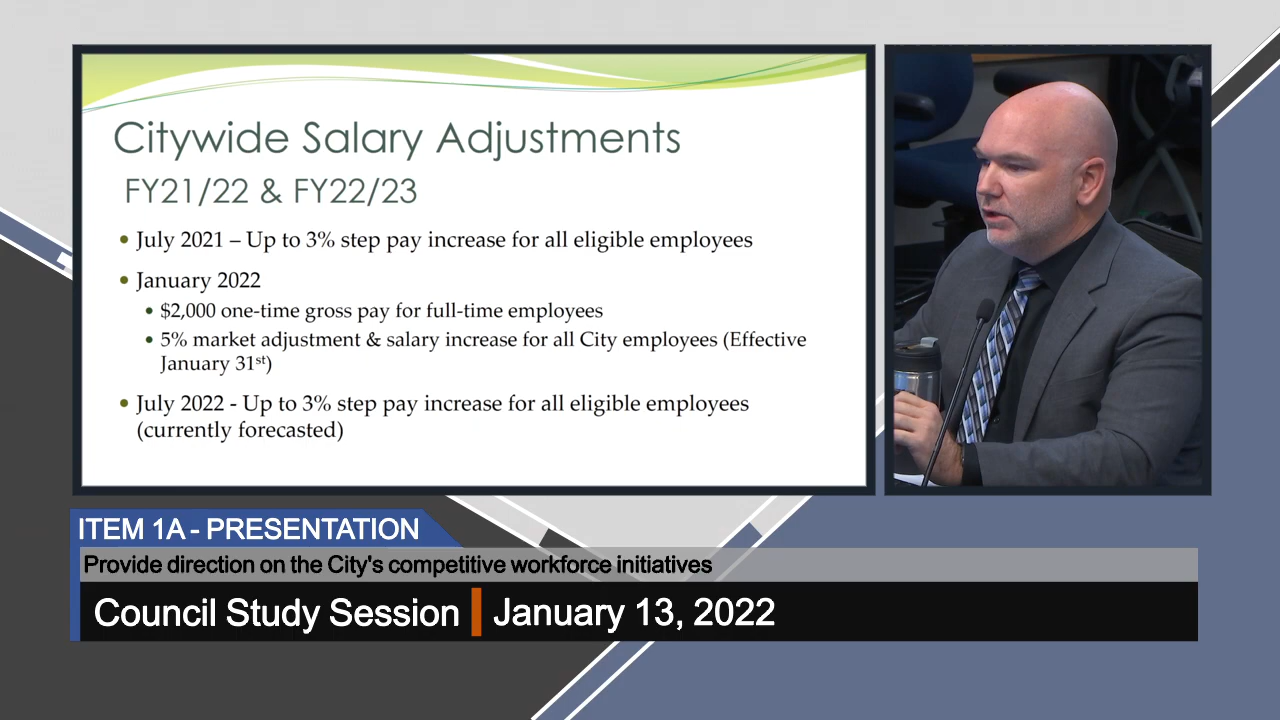 Citywide Salary Adjustments
FY21/22 & FY22/23
• July 2021 – Up to 3% step pay increase for all eligible employees
• January 2022
• $2,000 one-time gross pay for full-time employees
• 5% market adjustment & salary increase for all City employees (Effective
January 31st)
• July 2022 - Up to 3% step pay increase for all eligible employees
(currently forecasted)
ITEM 1A - PRESENTATION
Provide direction on the City's competitive workforce initiatives
Council Study Session | January 13, 2022